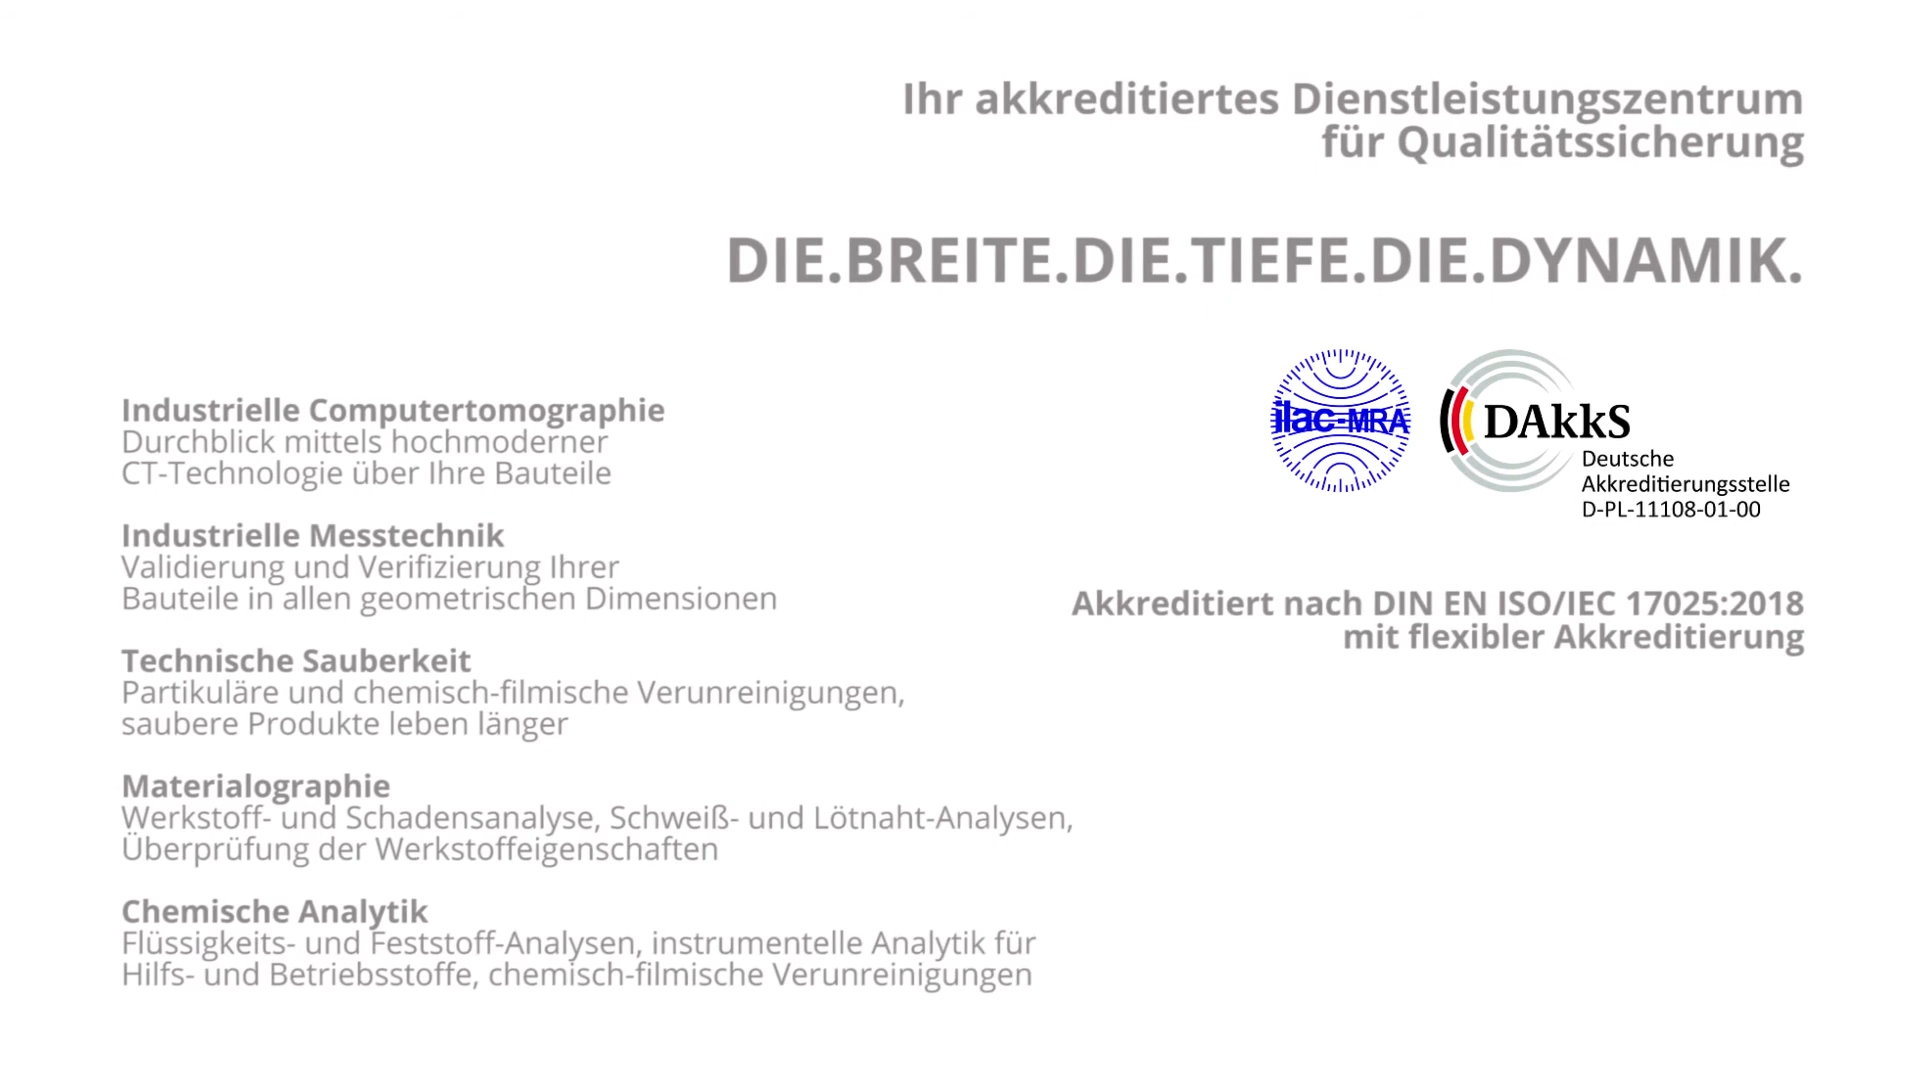 Ihr akkreditiertes Dienstleistungszentrum
für Qualitätssicherung
DIE.BREITE.DIE.TIEFE.DIE.DYNAMIK.
ilac-MRA
DAkkS
Deutsche
Akkreditierungsstelle
D-PL-11108-01-00
Akkreditiert nach DIN EN ISO/IEC 17025:2018
mit flexibler Akkreditierung
Industrielle Computertomographie
Durchblick mittels hochmoderner
CT-Technologie über Ihre Bauteile
Industrielle Messtechnik
Validierung und Verifizierung Ihrer
Bauteile in allen geometrischen Dimensionen
Technische Sauberkeit
Partikuläre und chemisch-filmische Verunreinigungen,
saubere Produkte leben länger
Materialographie
Werkstoff- und Schadensanalyse, Schweiß- und Lötnaht-Analysen,
Überprüfung der Werkstoffeigenschaften
Chemische Analytik
Flüssigkeits- und Feststoff-Analysen, instrumentelle Analytik für
Hilfs- und Betriebsstoffe, chemisch-filmische Verunreinigungen